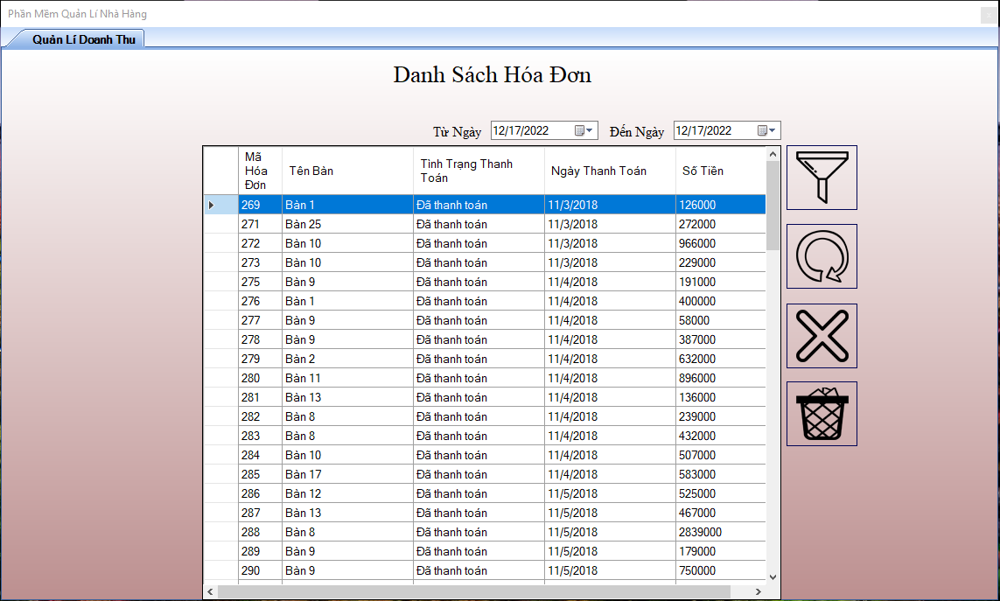 Phần Mềm Quản Lí Nhà Hàng
Quản Lí Doanh Thu
Danh Sách Hóa Đơn
Từ Ngày 12/17/2022 Đến Ngày 12/17/2022
Mã Hóa Đơn Tên Bàn Tình Trạng Thanh Toán Ngày Thanh Toán Số Tiền
269 Bàn 1 Đã thanh toán 11/3/2018 126000
271 Bàn 25 Đã thanh toán 11/3/2018 272000
272 Bàn 10 Đã thanh toán 11/3/2018 966000
273 Bàn 10 Đã thanh toán 11/3/2018 229000
275 Bàn 9 Đã thanh toán 11/4/2018 191000
276 Bàn 1 Đã thanh toán 11/4/2018 400000
277 Bàn 9 Đã thanh toán 11/4/2018 58000
278 Bàn 9 Đã thanh toán 11/4/2018 387000
279 Bàn 2 Đã thanh toán 11/4/2018 632000
280 Bàn 11 Đã thanh toán 11/4/2018 896000
281 Bàn 13 Đã thanh toán 11/4/2018 136000
282 Bàn 8 Đã thanh toán 11/4/2018 239000
283 Bàn 8 Đã thanh toán 11/4/2018 432000
284 Bàn 10 Đã thanh toán 11/4/2018 507000
285 Bàn 17 Đã thanh toán 11/4/2018 583000
286 Bàn 12 Đã thanh toán 11/5/2018 525000
287 Bàn 13 Đã thanh toán 11/5/2018 467000
288 Bàn 8 Đã thanh toán 11/5/2018 2839000
289 Bàn 9 Đã thanh toán 11/5/2018 179000
290 Bàn 9 Đã thanh toán 11/5/2018 750000